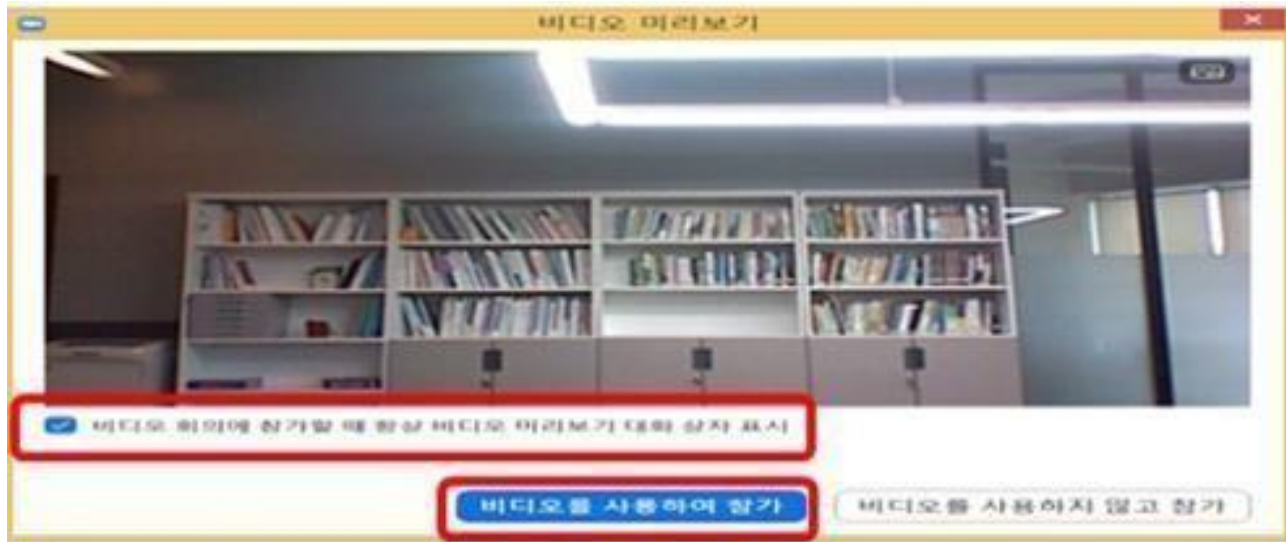 비디오 미리보기
비디오 회의에 참가할 때 항상 비디오 미리보기 대화 상자 표시
비디오를 사용하여 참가
비디오를 사용하지 않고 참가